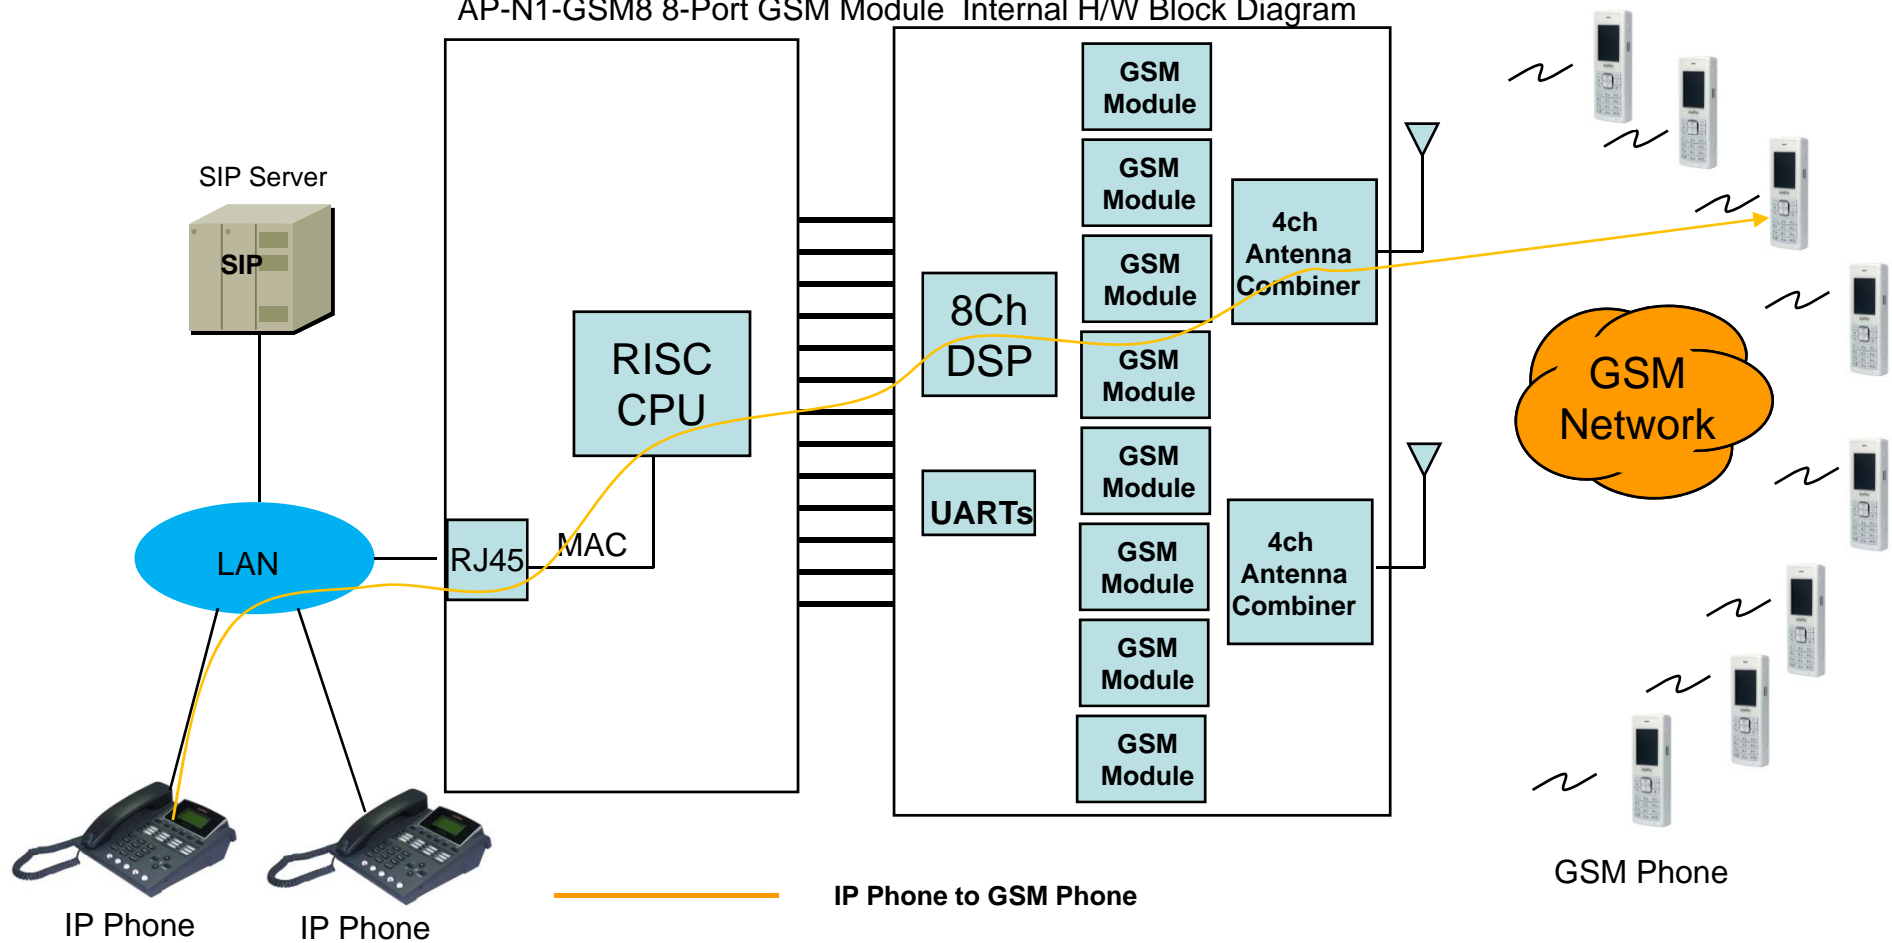 AP-N1-GSM8 8-Port GSM Module Internal H/W Block Diagram
SIP Server
SIP
LAN
IP Phone
IP Phone
RISC
CPU
RJ45
MAC
8Ch
DSP
UARTs
GSM
Module
GSM
Module
GSM
Module
GSM
Module
GSM
Module
GSM
Module
GSM
Module
GSM
Module
4ch
Antenna
Combiner
4ch
Antenna
Combiner
GSM
Network
GSM Phone
IP Phone to GSM Phone